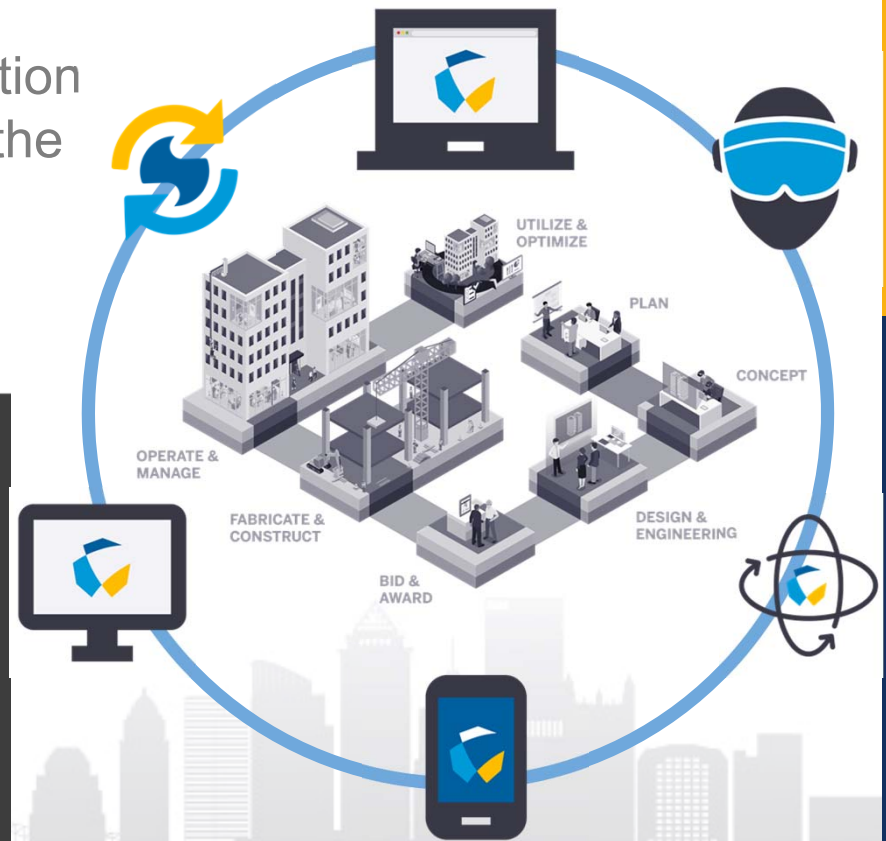 tion
the
UTILIZE &
OPTIMIZE
PLAN
CONCEPT
OPERATE &
MANAGE
FABRICATE &
CONSTRUCT
DESIGN &
ENGINEERING
BID &
AWARD